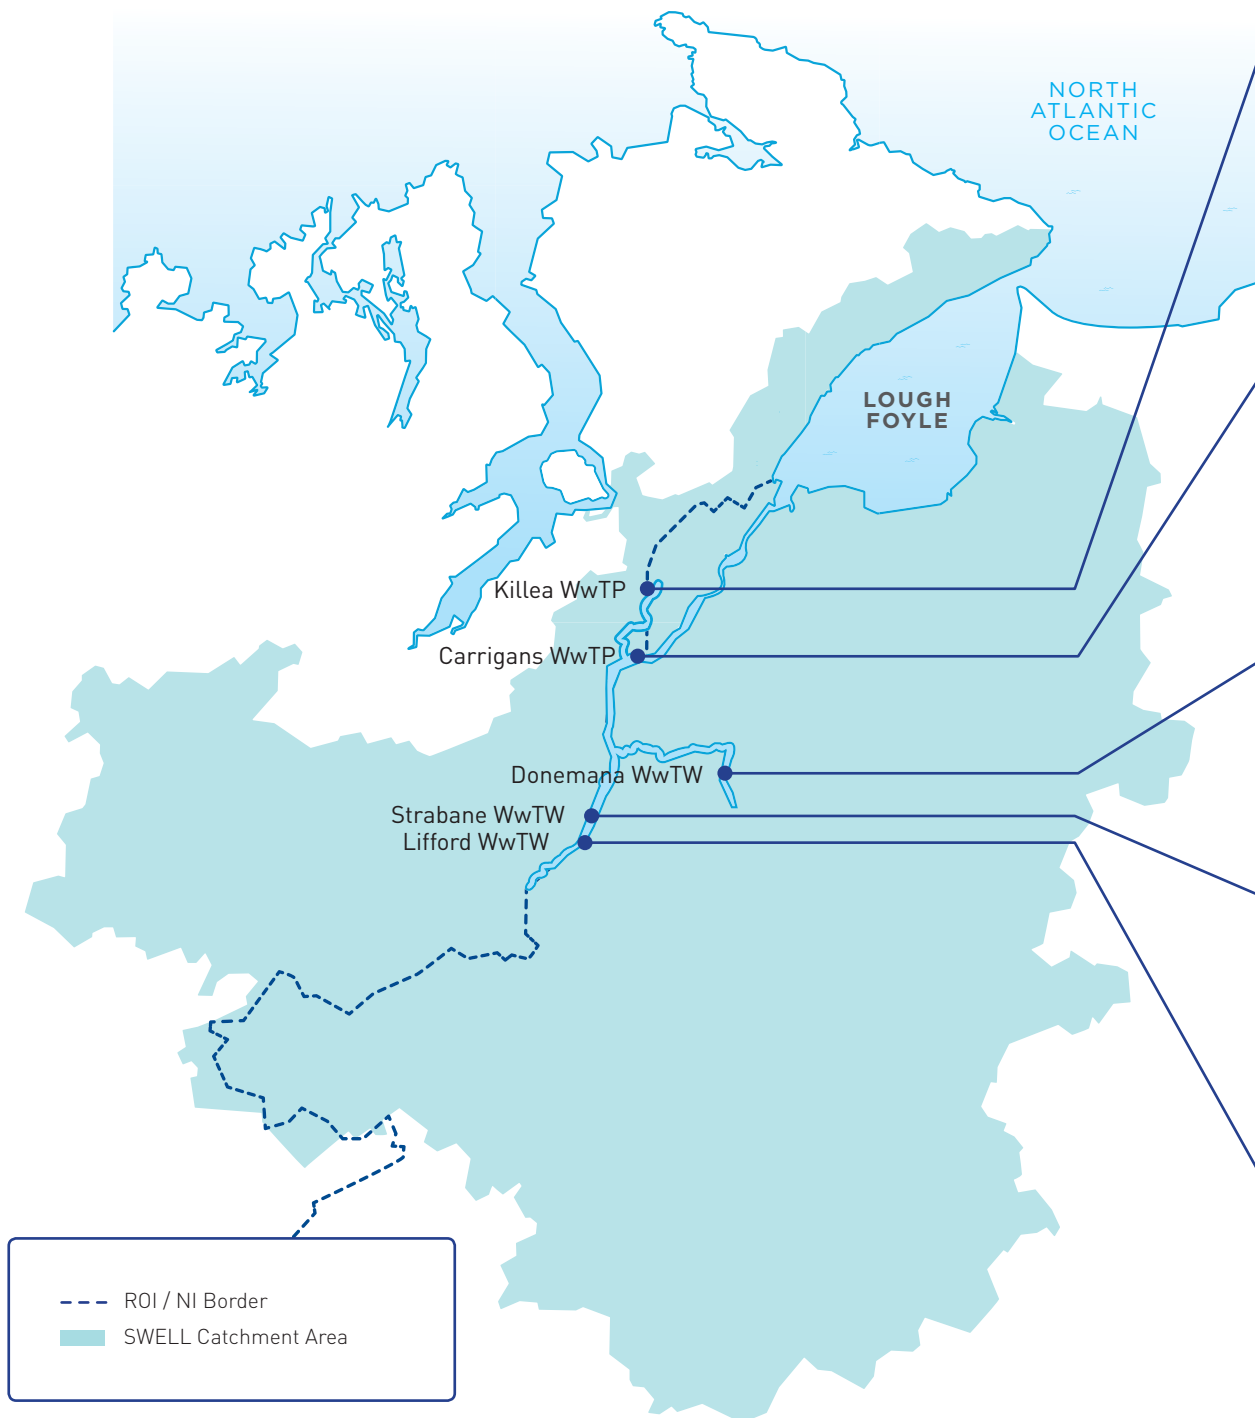 NORTH
ATLANTIC
OCEAN
LOUGH
FOYLE
Killea WwTP
Carrigans WwTP
Donemana WwTW
Strabane WwTW
Lifford WwTW
ROI / NI Border
SWELL Catchment Area